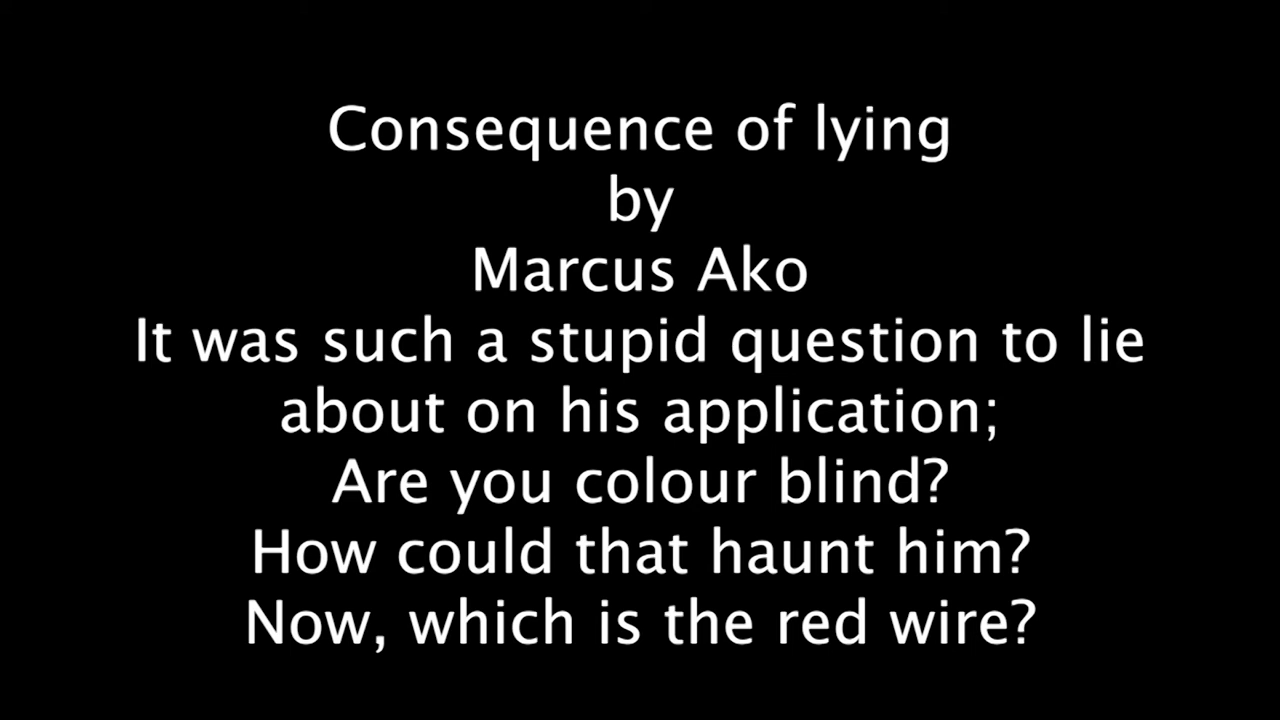 Consequence of lying
by
Marcus Ako
It was such a stupid question to lie
about on his application;
Are you colour blind?
How could that haunt him?
Now, which is the red wire?